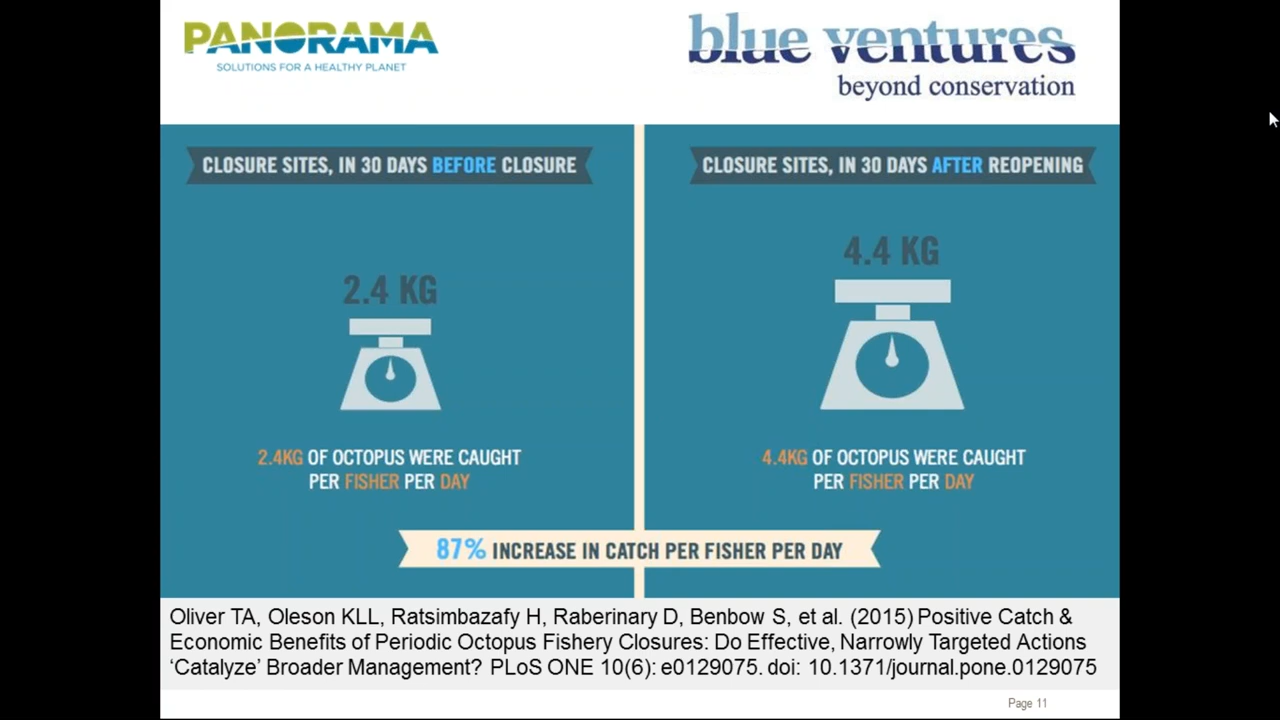 PANORAMA
SOLUTIONS FOR A HEALTHY PLANET
blue ventures
beyond conservation
CLOSURE SITES, IN 30 DAYS BEFORE CLOSURE
2.4 KG
2.4KG OF OCTOPUS WERE CAUGHT
PER FISHER PER DAY
CLOSURE SITES, IN 30 DAYS AFTER REOPENING
4.4 KG
4.4KG OF OCTOPUS WERE CAUGHT
PER FISHER PER DAY
87% INCREASE IN CATCH PER FISHER PER DAY
Oliver TA, Oleson KLL, Ratsimbazafy H, Raberinary D, Benbow S, et al. (2015) Positive Catch &
Economic Benefits of Periodic Octopus Fishery Closures: Do Effective, Narrowly Targeted Actions
‘Catalyze’ Broader Management? PLoS ONE 10(6): e0129075. doi: 10.1371/journal.pone.0129075
Page 11